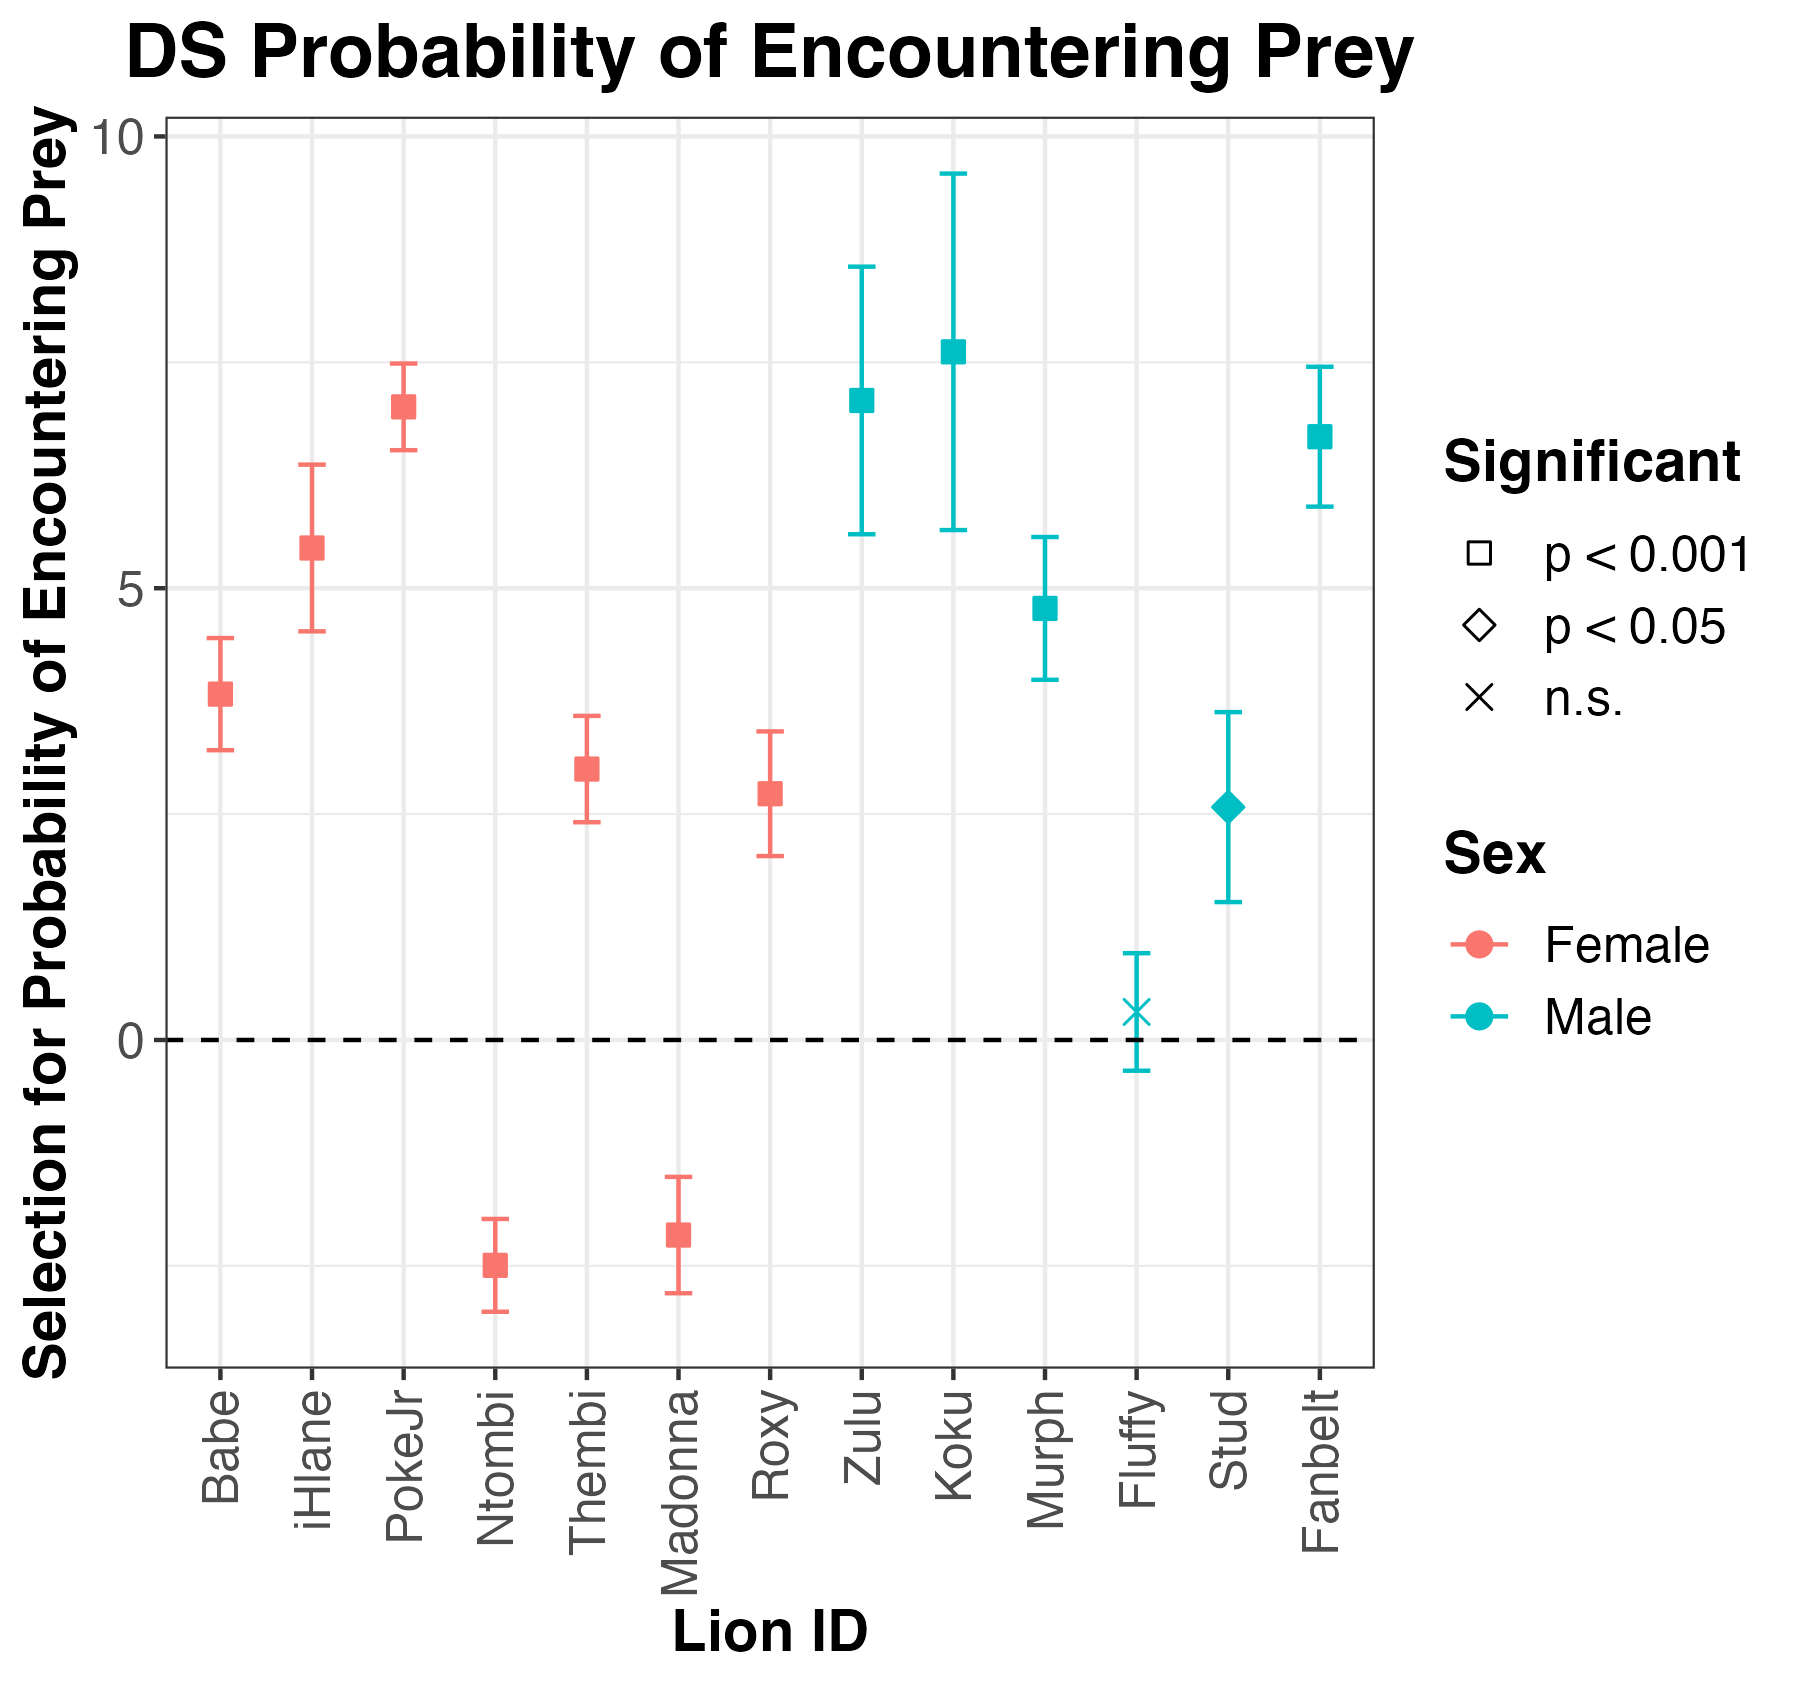 DS Probability of Encountering Prey
Selection for Probability of Encountering Prey
10
5
0
Babe
iHlane
PokeJr
Ntombi
Thembi
Madonna
Roxy
Zulu
Koku
Murph
Fluffy
Stud
Fanbelt
Lion ID
Significant
p < 0.001
p < 0.05
n.s.
Sex
Female
Male